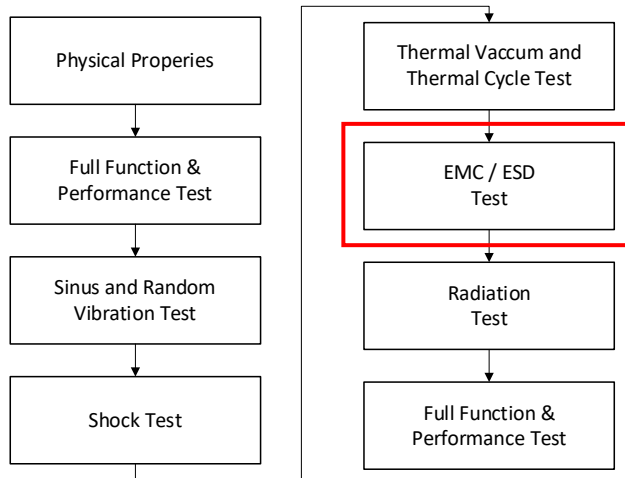 Physical Properies
Full Function &
Performance Test
Sinus and Random
Vibration Test
Shock Test
Thermal Vaccum and
Thermal Cycle Test
EMC / ESD
Test
Radiation
Test
Full Function &
Performance Test